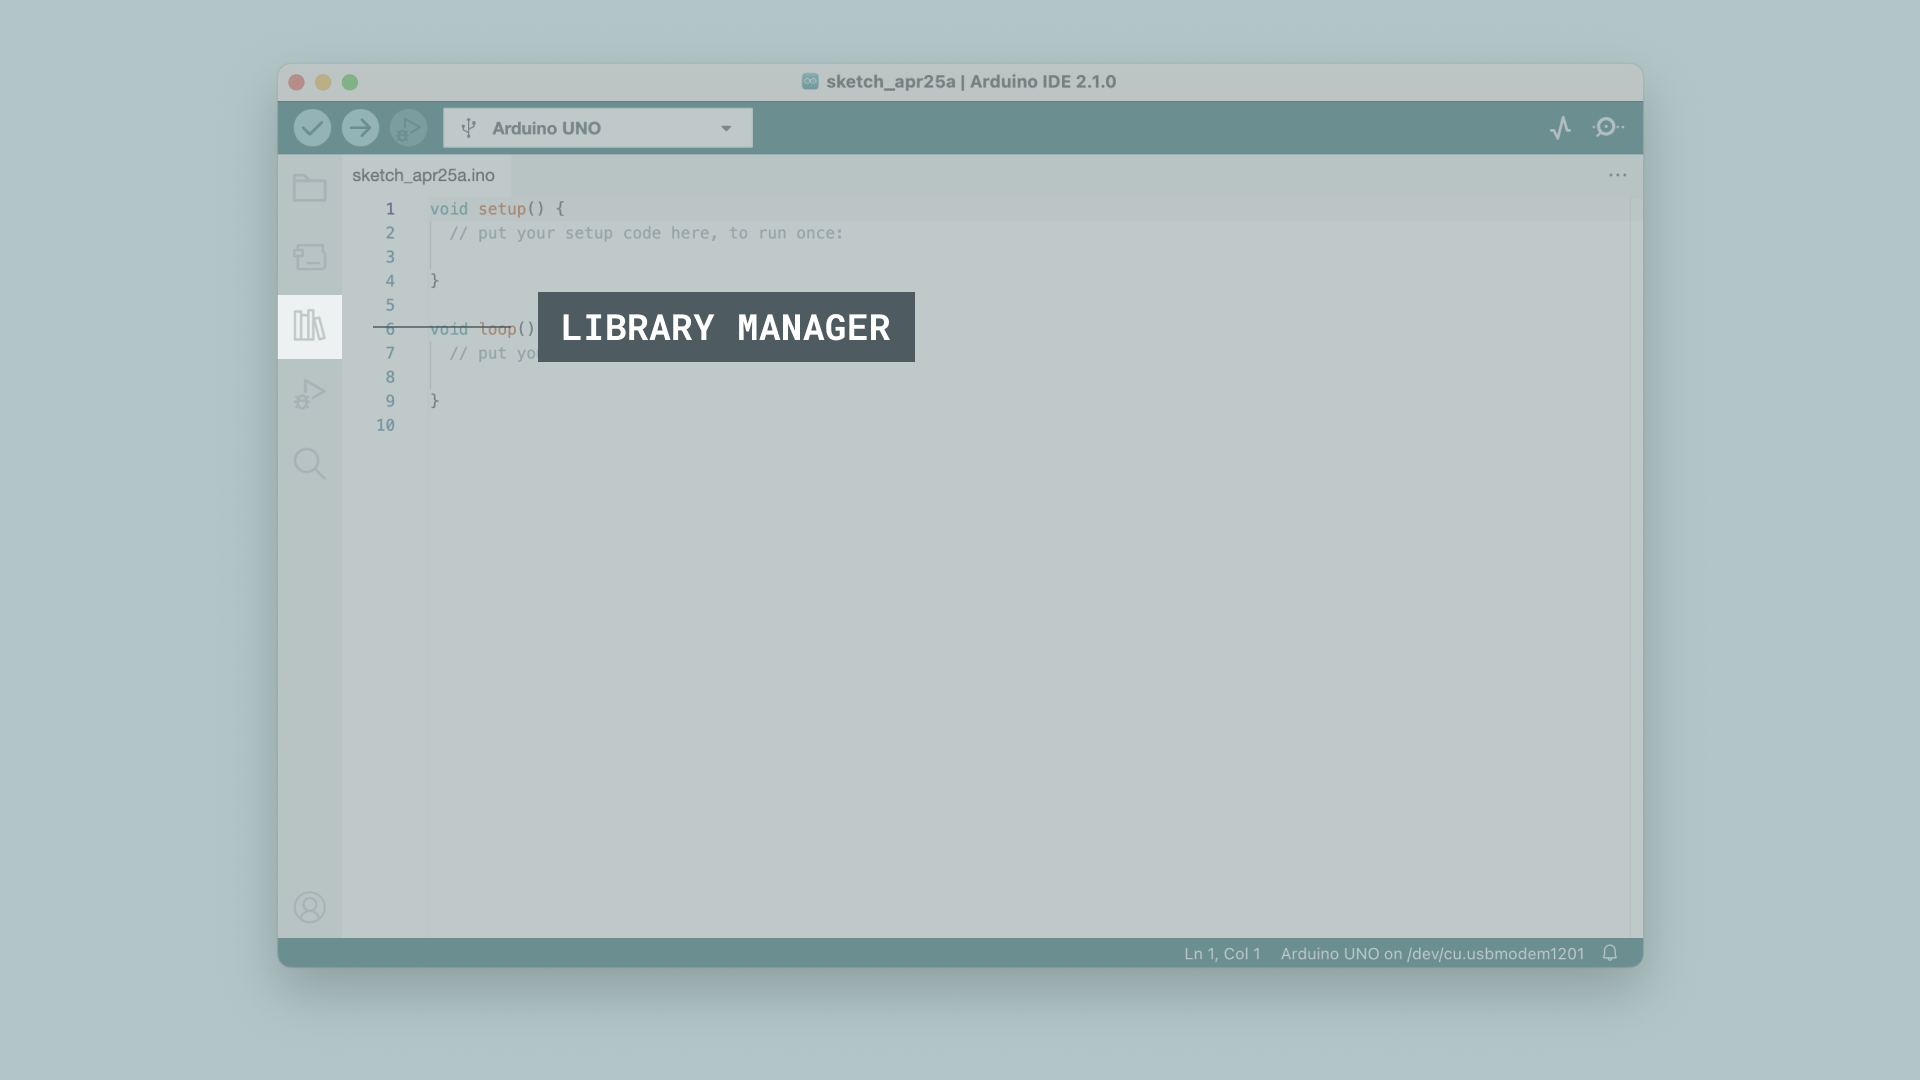 sketch_apr25a | Arduino IDE 2.1.0
Arduino UNO
sketch_apr25a.ino
1 void setup() {
2 // put your setup code here, to run once:
3
4 }
5
6 void loop()
7 // put yo
8
9 }
10
LIBRARY MANAGER
Ln 1, Col 1 Arduino UNO on /dev/cu.usbmodem1201